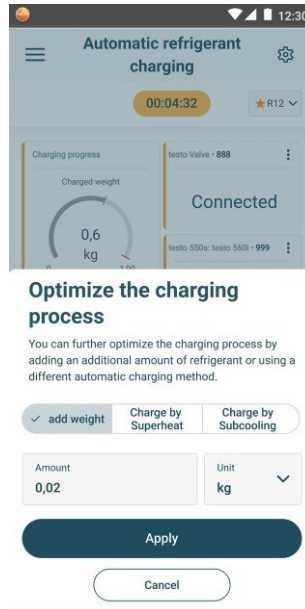 12:30
Automatic refrigerant
charging
00:04:32
R12
Charging progress
Charged weight
0,6
kg
testo Valve - 888
Connected
testo 550s: testo 560i - 999
Optimize the charging
process
You can further optimize the charging process by
adding an additional amount of refrigerant or using a
different automatic charging method.
add weight
Charge by
Superheat
Charge by
Subcooling
Amount
0,02
Unit
kg
Apply
Cancel